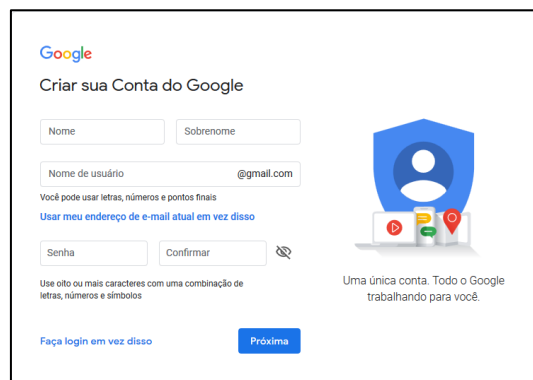 Google
Criar sua Conta do Google
Nome
Sobrenome
Nome de usuário
@gmail.com
Você pode usar letras, números e pontos finais
Usar meu endereço de e-mail atual em vez disso
Senha
Confirmar
Use oito ou mais caracteres com uma combinação de
letras, números e símbolos
Faça login em vez disso
Próxima
Uma única conta. Todo o Google
trabalhando para você.